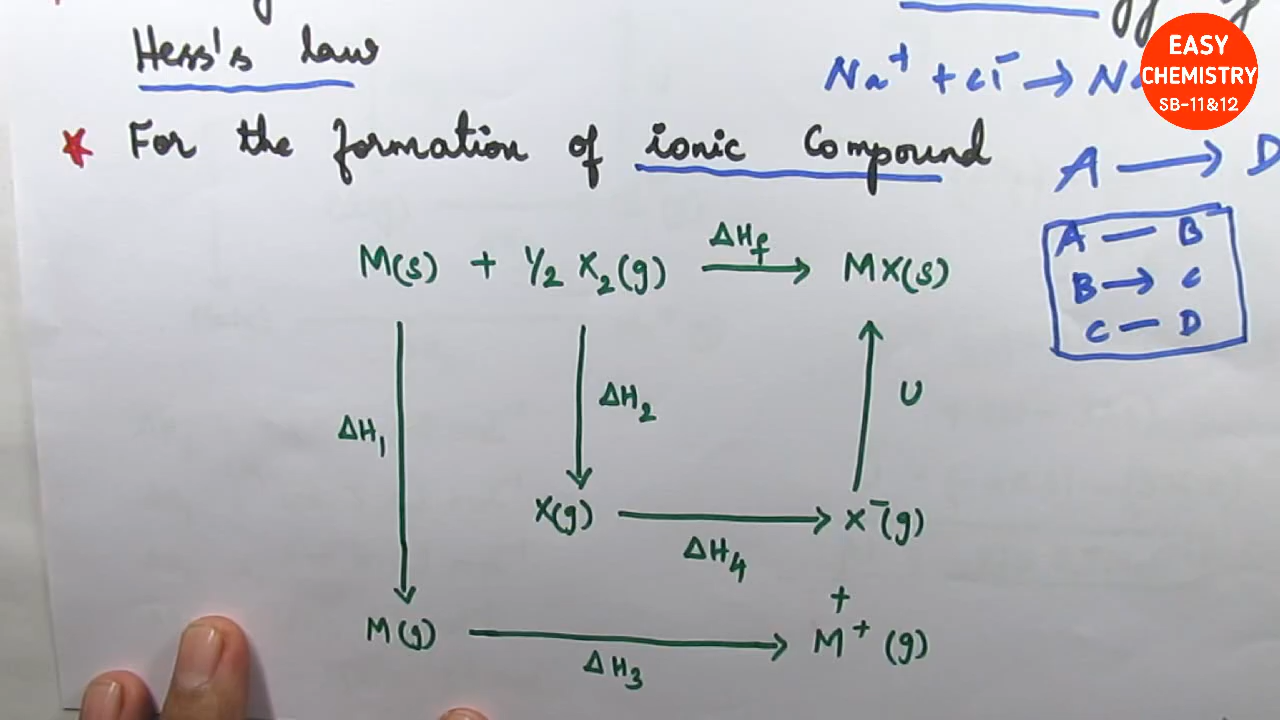 Hess's law
Na⁺ + Cl⁻ → Na
EASY
CHEMISTRY
SB-11&12
* For the formation of ionic Compound
A → D
A — B
B → C
C — D
M(s) + 1/2 X₂(g) →ΔHf MX(s)
ΔH₁
ΔH₂
U
X(g) → X⁻(g)
ΔH₄
+
M(g) → M⁺(g)
ΔH₃